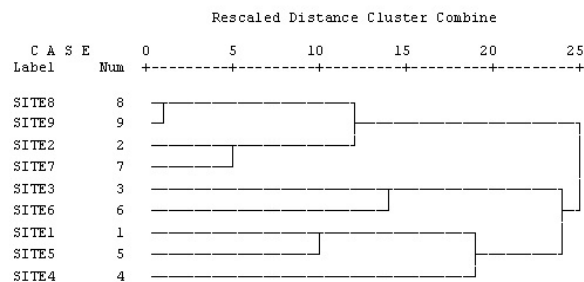 Rescaled Distance Cluster Combine
C A S E 0 5 10 15 20 25
Label Num
SITE8 8
SITE9 9
SITE2 2
SITE7 7
SITE3 3
SITE6 6
SITE1 1
SITE5 5
SITE4 4